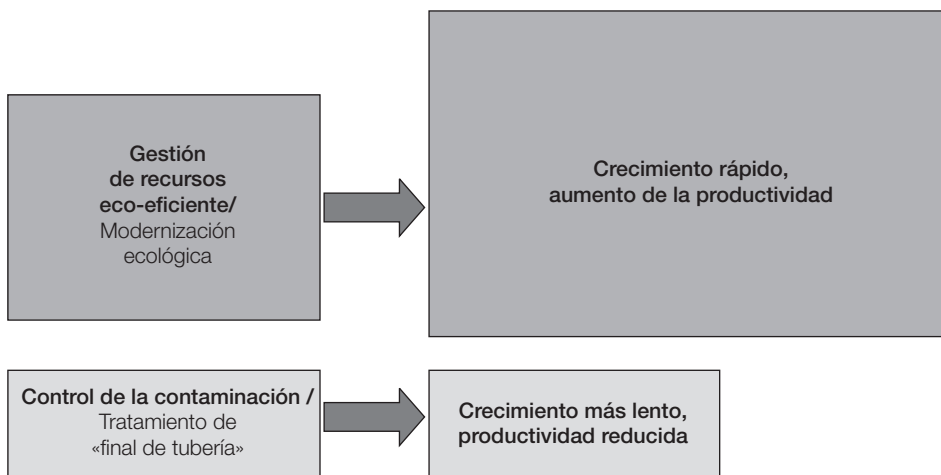 Gestión
de recursos
eco-eficiente/
Modernización
ecológica
Crecimiento rápido,
aumento de la productividad
Control de la contaminación /
Tratamiento de
«final de tubería»
Crecimiento más lento,
productividad reducida